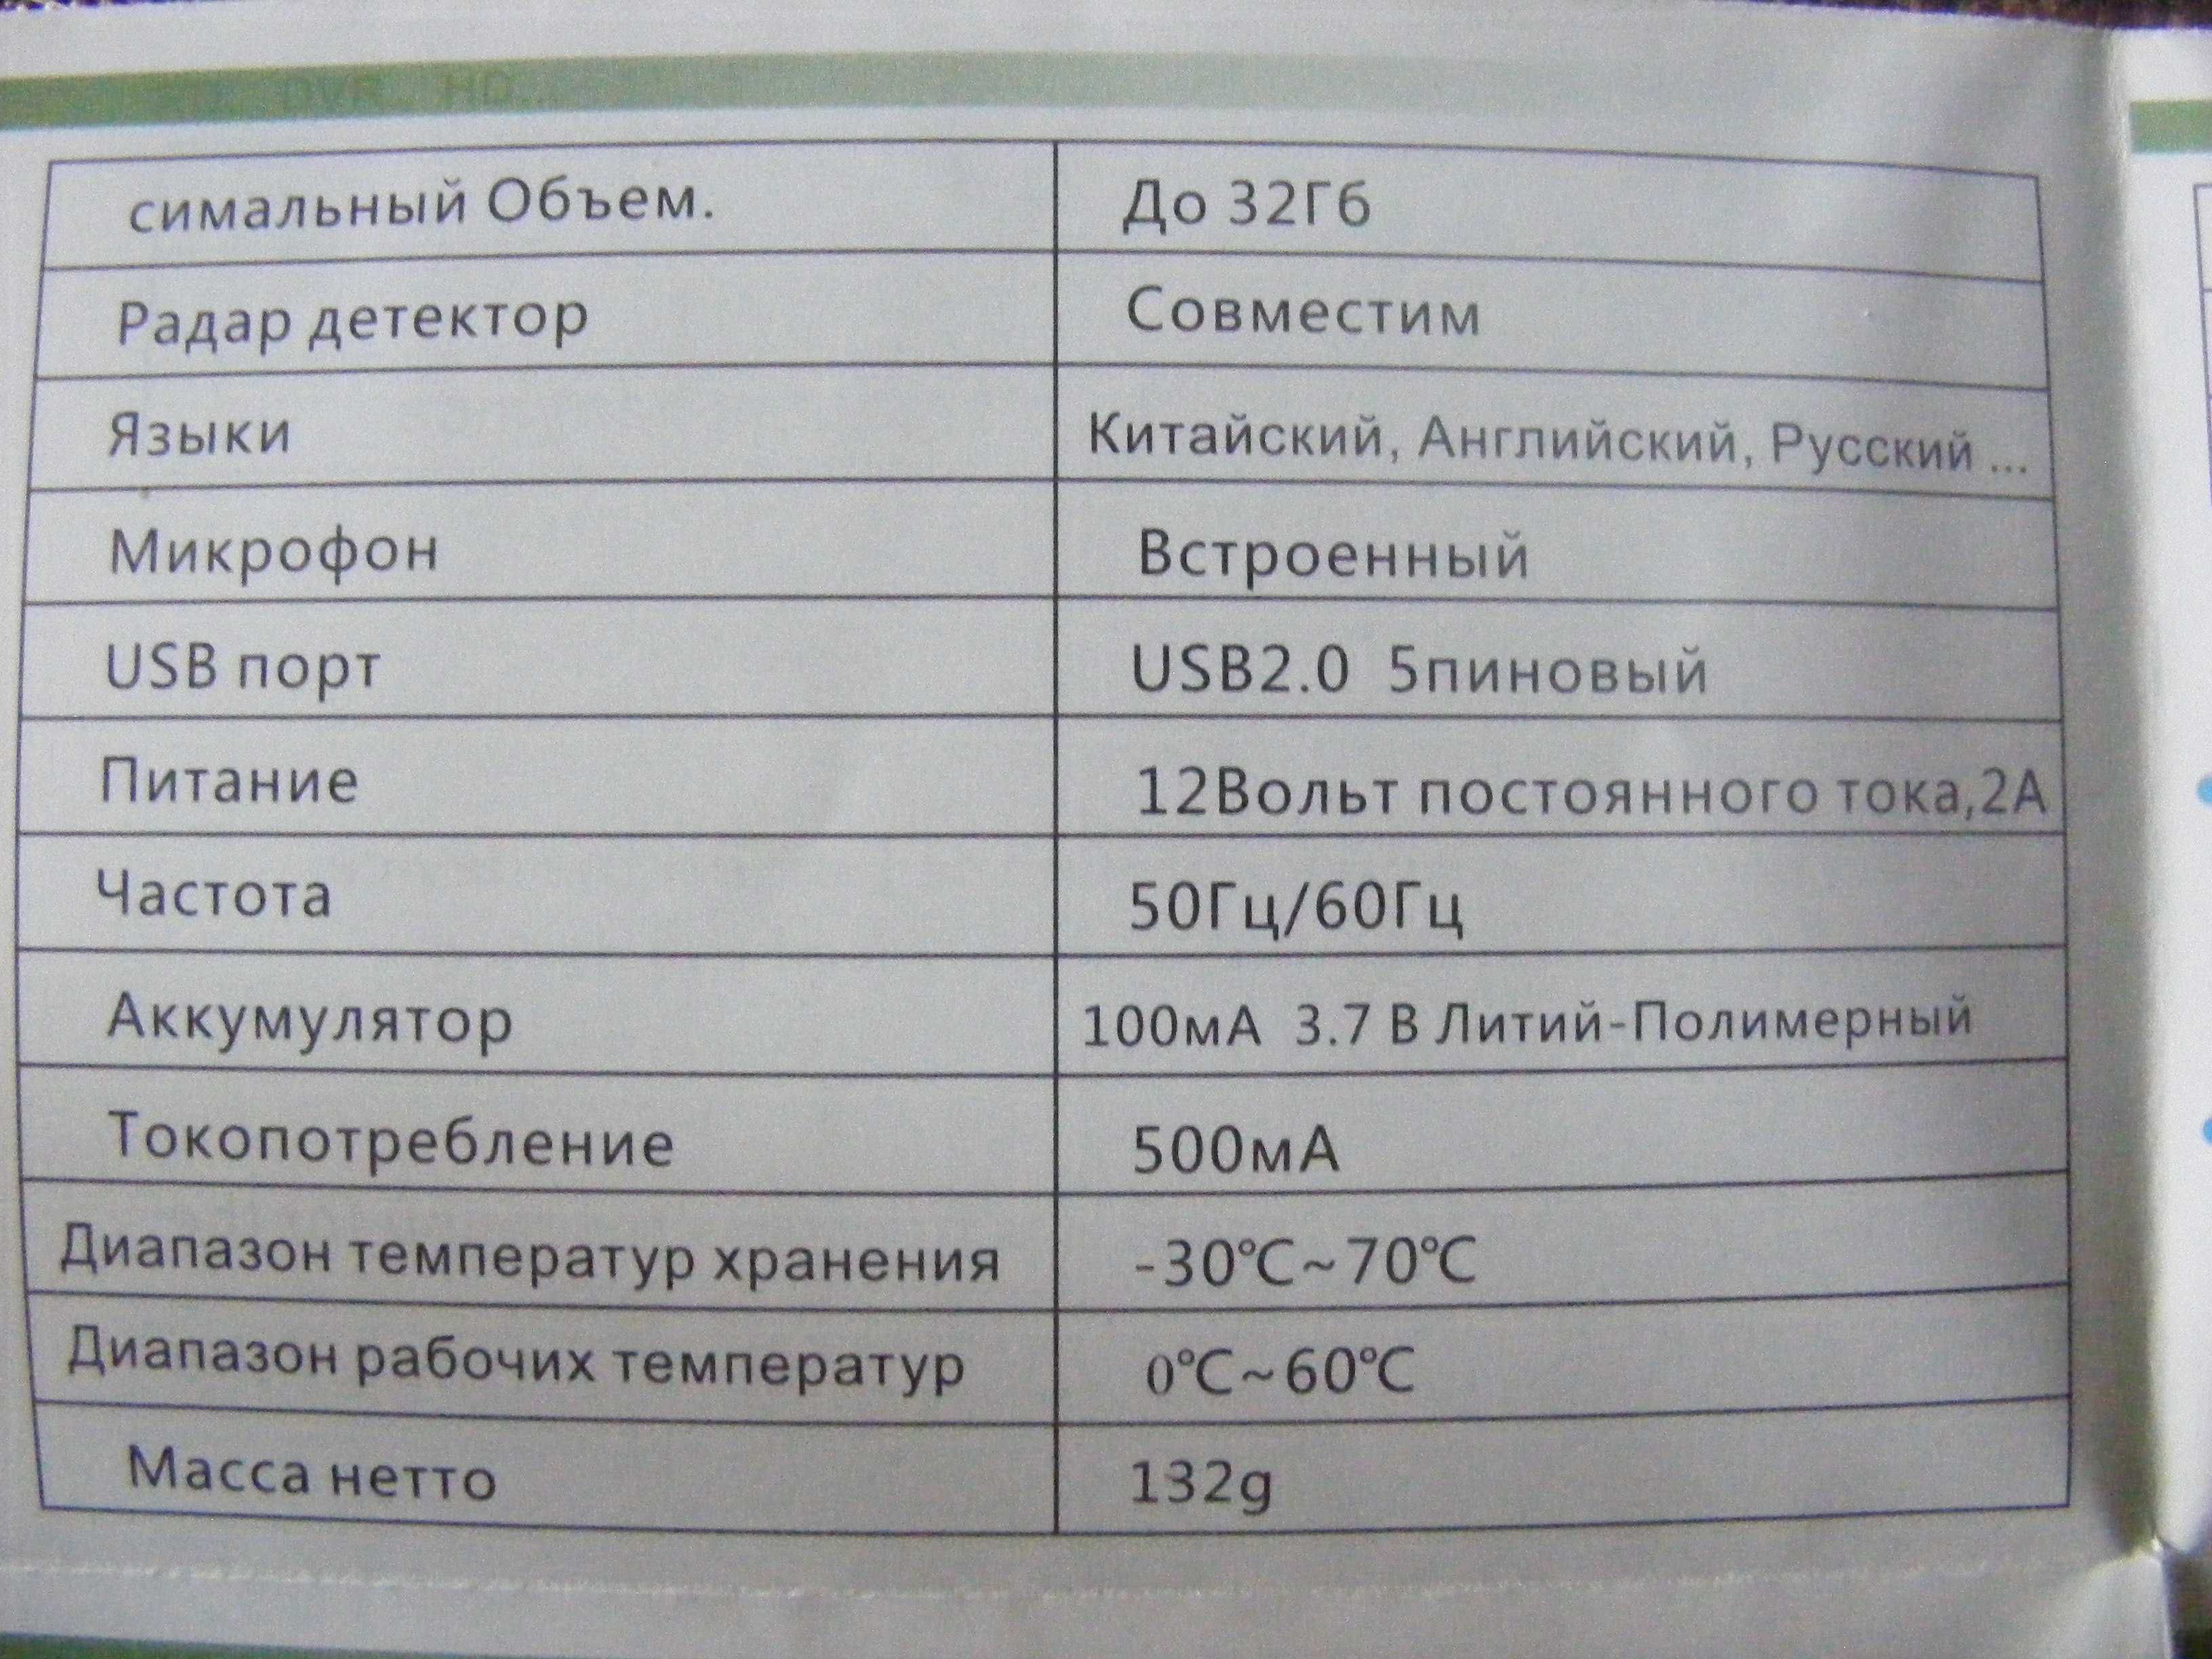 DVR HD...
симальный Объем. До 32Гб
Радар детектор Совместим
Языки Китайский, Английский, Русский ...
Микрофон Встроенный
USB порт USB2.0 5пиновый
Питание 12Вольт постоянного тока,2А
Частота 50Гц/60Гц
Аккумулятор 100мА 3.7 В Литий-Полимерный
Токопотребление 500мА
Диапазон температур хранения -30℃~70℃
Диапазон рабочих температур 0℃~60℃
Масса нетто 132g